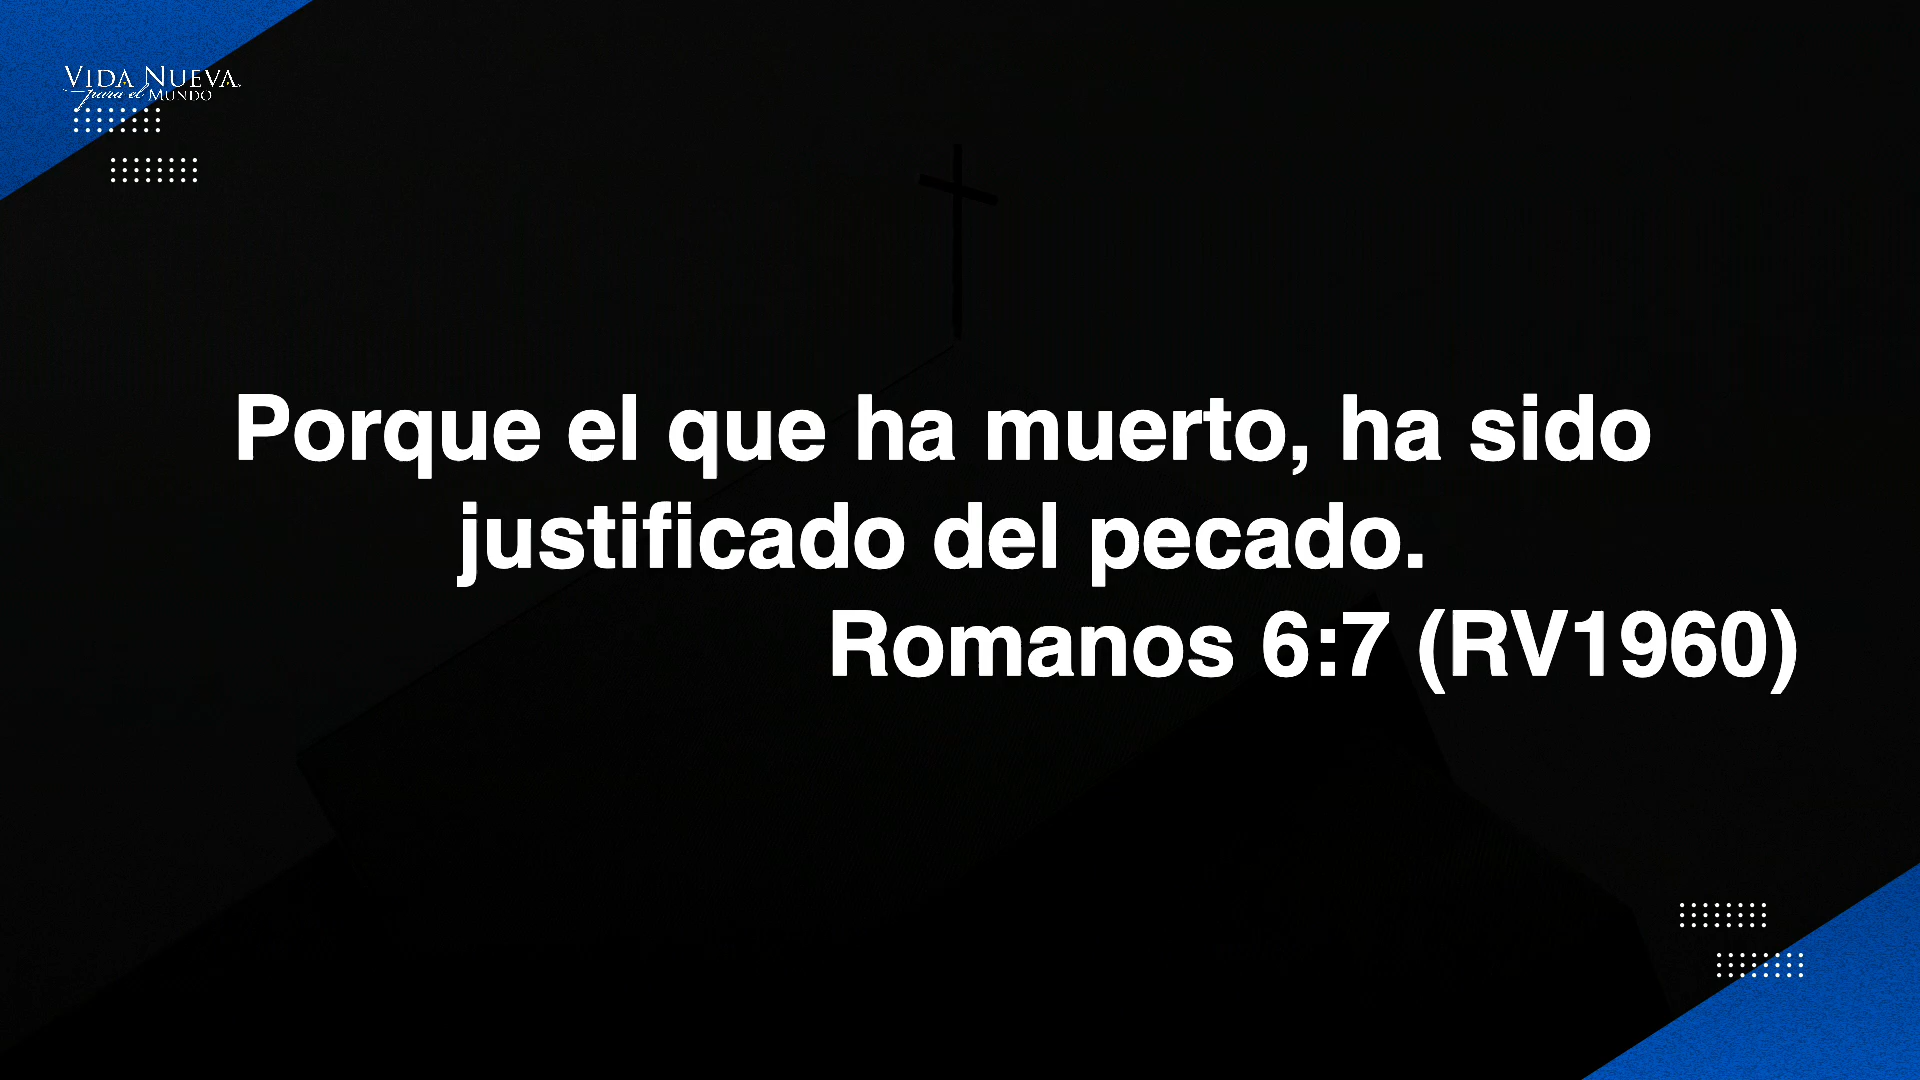 VIDA NUEVA
para el MUNDO
Porque el que ha muerto, ha sido
justificado del pecado.
Romanos 6:7 (RV1960)